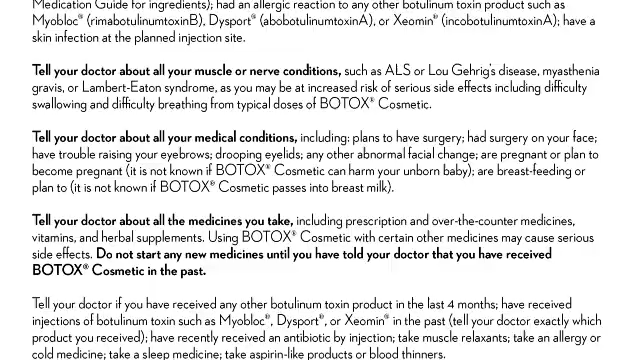 Medication Guide for ingredients); had an allergic reaction to any other botulinum toxin product such as
Myobloc® (rimabotulinumtoxinB), Dysport® (abobotulinumtoxinA), or Xeomin® (incobotulinumtoxinA); have a
skin infection at the planned injection site.
Tell your doctor about all your muscle or nerve conditions, such as ALS or Lou Gehrig's disease, myasthenia
gravis, or Lambert-Eaton syndrome, as you may be at increased risk of serious side effects including difficulty
swallowing and difficulty breathing from typical doses of BOTOX® Cosmetic.
Tell your doctor about all your medical conditions, including: plans to have surgery; had surgery on your face;
have trouble raising your eyebrows; drooping eyelids; any other abnormal facial change; are pregnant or plan to
become pregnant (it is not known if BOTOX® Cosmetic can harm your unborn baby); are breast-feeding or
plan to (it is not known if BOTOX® Cosmetic passes into breast milk).
Tell your doctor about all the medicines you take, including prescription and over-the-counter medicines,
vitamins, and herbal supplements. Using BOTOX® Cosmetic with certain other medicines may cause serious
side effects. Do not start any new medicines until you have told your doctor that you have received
BOTOX® Cosmetic in the past.
Tell your doctor if you have received any other botulinum toxin product in the last 4 months; have received
injections of botulinum toxin such as Myobloc®, Dysport®, or Xeomin® in the past (tell your doctor exactly which
product you received); have recently received an antibiotic by injection; take muscle relaxants; take an allergy or
cold medicine; take a sleep medicine; take aspirin-like products or blood thinners.